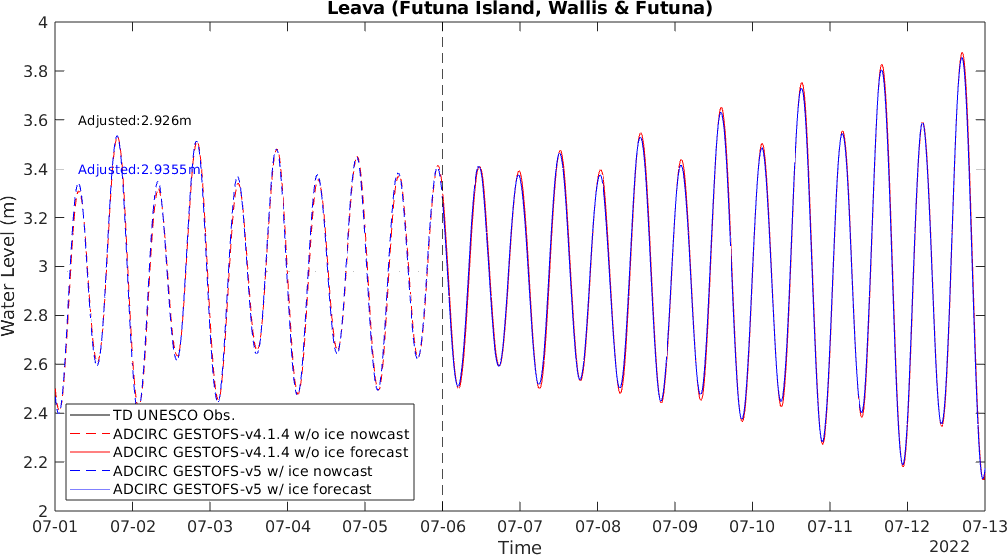 Leava (Futuna Island, Wallis & Futuna)
4
3.8
3.6
3.4
3.2
3
2.8
2.6
2.4
2.2
2
Water Level (m)
Adjusted:2.926m
Adjusted:2.9355m
TD UNESCO Obs.
ADCIRC GESTOFS-v4.1.4 w/o ice nowcast
ADCIRC GESTOFS-v4.1.4 w/o ice forecast
ADCIRC GESTOFS-v5 w/ ice nowcast
ADCIRC GESTOFS-v5 w/ ice forecast
07-01 07-02 07-03 07-04 07-05 07-06 07-07 07-08 07-09 07-10 07-11 07-12 07-13
Time
2022